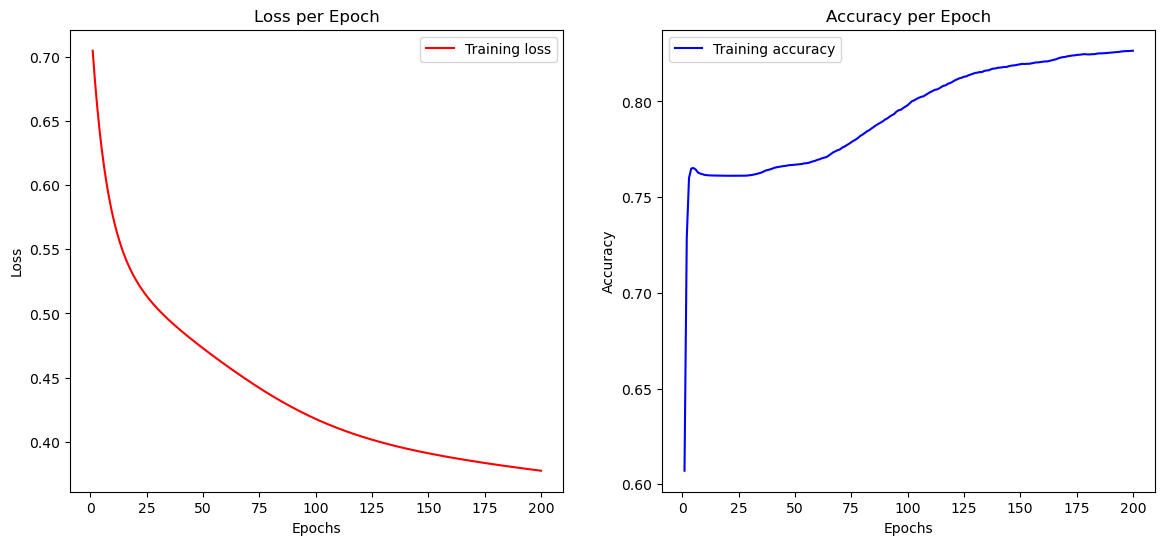 Loss per Epoch
Training loss
0.70
0.65
0.60
0.55
0.50
0.45
0.40
Loss
0 25 50 75 100 125 150 175 200
Epochs
Accuracy per Epoch
Training accuracy
0.80
0.75
0.70
0.65
0.60
Accuracy
0 25 50 75 100 125 150 175 200
Epochs